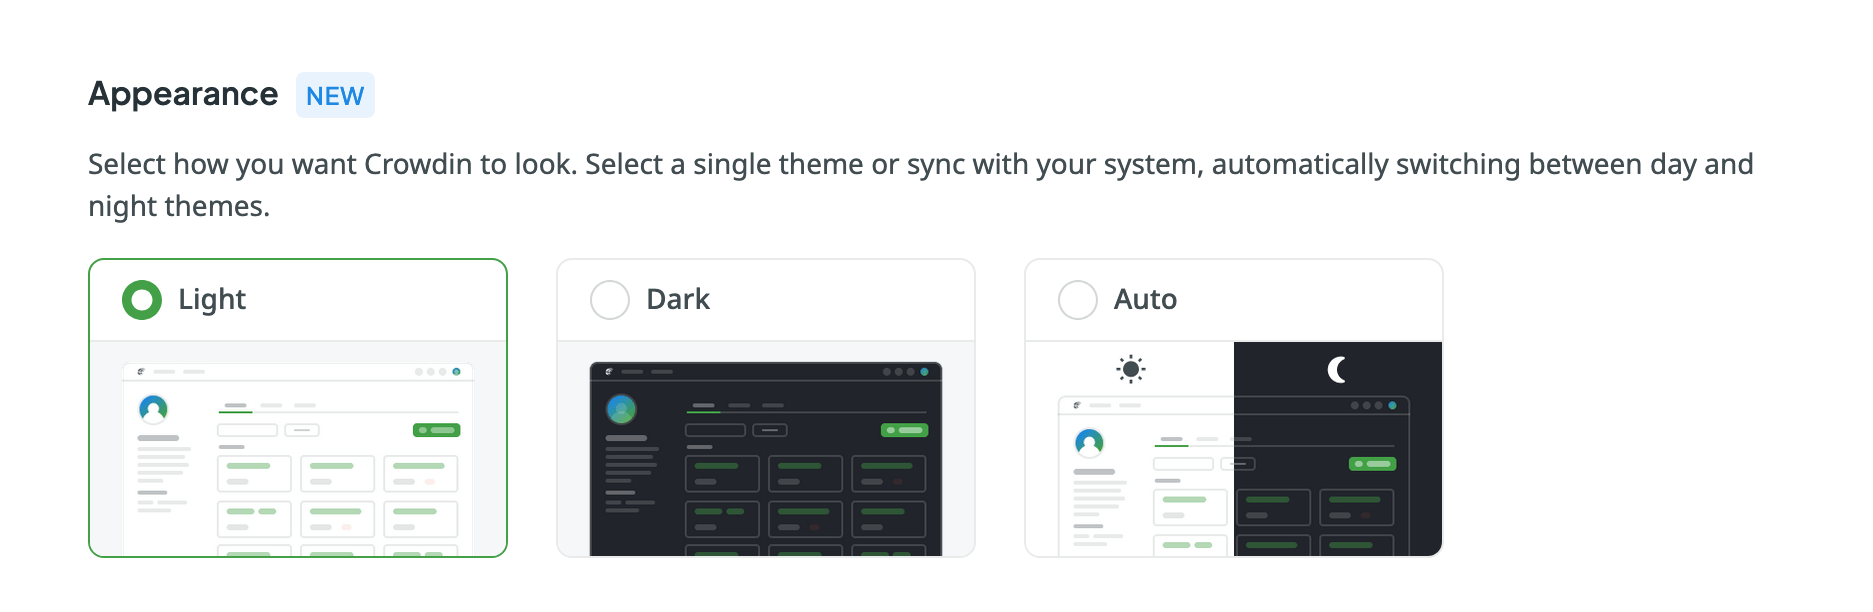 Appearance NEW
Select how you want Crowdin to look. Select a single theme or sync with your system, automatically switching between day and
night themes.
Light
Dark
Auto